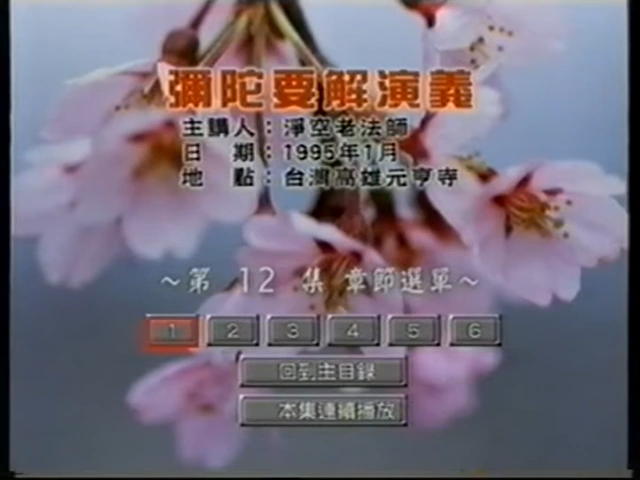 彌陀要解演義
主講人：淨空老法師
日　期：1995年1月
地　點：台灣高雄元亨寺
～第 12 集 章節選單～
1 2 3 4 5 6
回到主目錄
本集連續播放